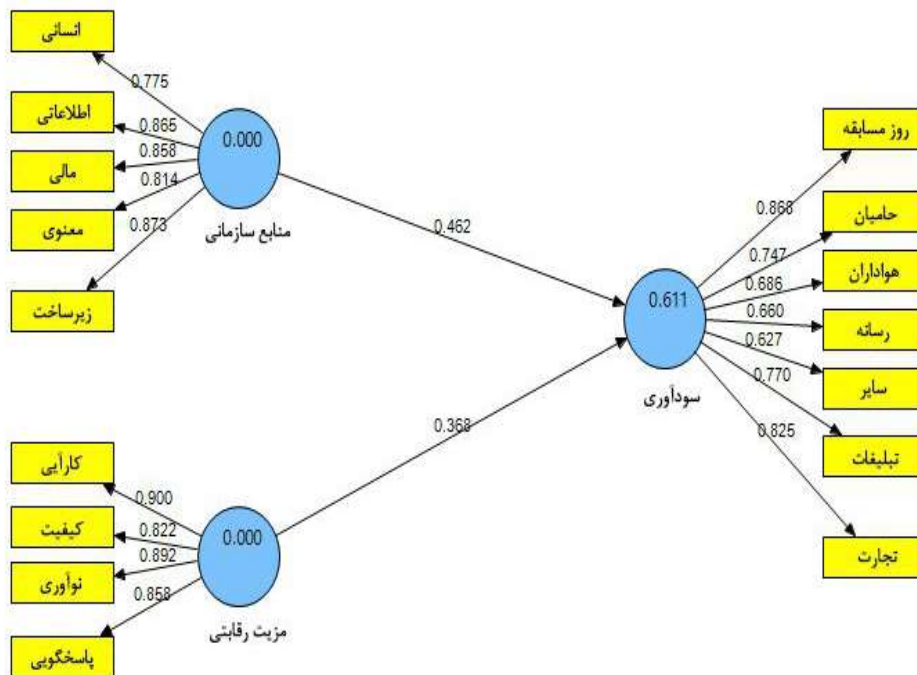 انسانی
0.775
اطلاعاتی
0.865
مالی
0.858
معنوی
0.814
زیرساخت
0.873
0.000
منابع سازمانی
0.462
کارآیی
0.900
کیفیت
0.822
نوآوری
0.892
پاسخگویی
0.858
0.000
مزیت رقابتی
0.368
0.611
سودآوری
روز مسابقه
0.868
حامیان
0.747
هواداران
0.686
رسانه
0.660
سایر
0.627
تبلیغات
0.770
تجارت
0.825